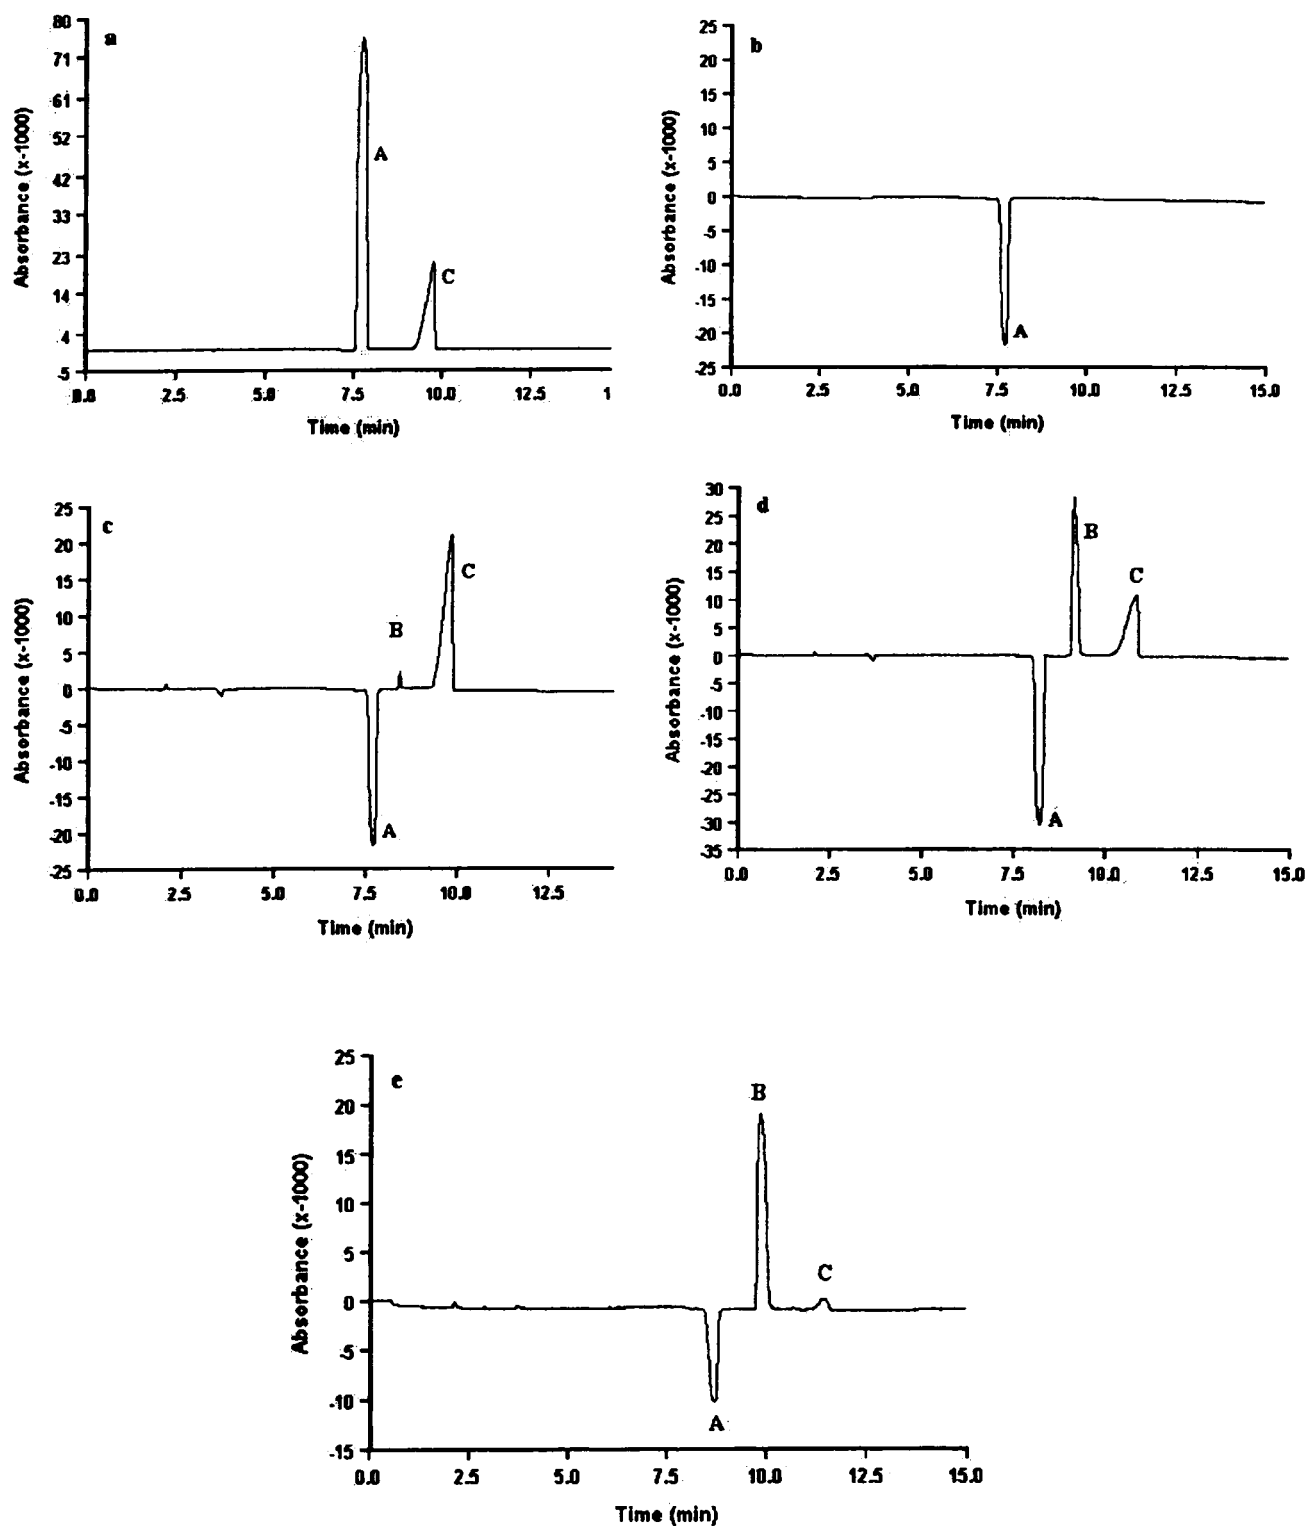 a
80
71
61
52
42
33
23
14
4
-5
Absorbance (x-1000)
A
C
0.0 2.5 5.0 7.5 10.0 12.5 1
Time (min)
b
25
20
15
10
5
0
-5
-10
-15
-20
-25
Absorbance (x-1000)
A
0.0 2.5 5.0 7.5 10.0 12.5 15.0
Time (min)
c
25
20
15
10
5
0
-5
-10
-15
-20
-25
Absorbance (x-1000)
B
C
A
0.0 2.5 5.0 7.5 10.0 12.5
Time (min)
d
30
25
20
15
10
5
0
-5
-10
-15
-20
-25
-30
-35
Absorbance (x-1000)
B
C
A
0.0 2.5 5.0 7.5 10.0 12.5 15.0
Time (min)
e
25
20
15
10
5
0
-5
-10
-15
Absorbance (x-1000)
B
C
A
0.0 2.5 5.0 7.5 10.0 12.5 15.0
Time (min)